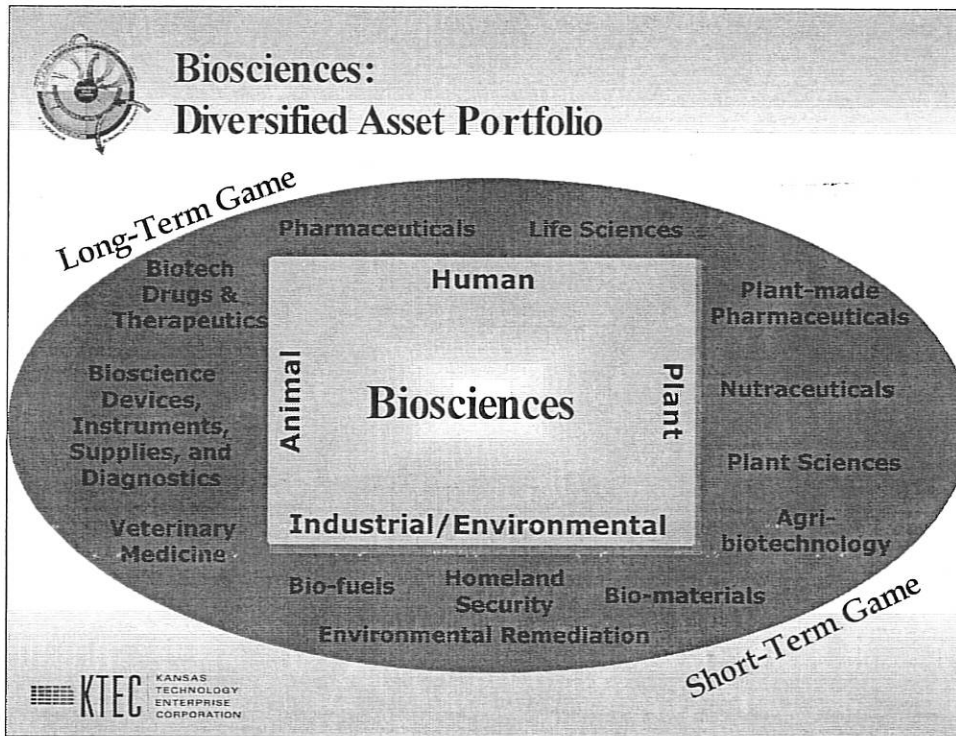 Biosciences:
Diversified Asset Portfolio
Long-Term Game
Pharmaceuticals
Life Sciences
Biotech
Drugs &
Therapeutics
Human
Plant-made
Pharmaceuticals
Bioscience
Devices,
Instruments,
Supplies, and
Diagnostics
Animal
Biosciences
Plant
Nutraceuticals
Plant Sciences
Veterinary
Medicine
Industrial/Environmental
Agri-
biotechnology
Bio-fuels
Homeland
Security
Bio-materials
Environmental Remediation
Short-Term Game
KTEC
KANSAS
TECHNOLOGY
ENTERPRISE
CORPORATION